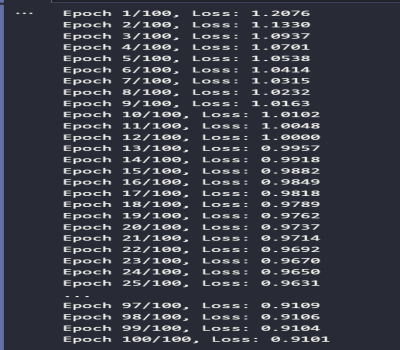 ...
Epoch 1/100, Loss: 1.2076
Epoch 2/100, Loss: 1.1330
Epoch 3/100, Loss: 1.0937
Epoch 4/100, Loss: 1.0701
Epoch 5/100, Loss: 1.0538
Epoch 6/100, Loss: 1.0414
Epoch 7/100, Loss: 1.0315
Epoch 8/100, Loss: 1.0232
Epoch 9/100, Loss: 1.0163
Epoch 10/100, Loss: 1.0102
Epoch 11/100, Loss: 1.0048
Epoch 12/100, Loss: 1.0000
Epoch 13/100, Loss: 0.9957
Epoch 14/100, Loss: 0.9918
Epoch 15/100, Loss: 0.9882
Epoch 16/100, Loss: 0.9849
Epoch 17/100, Loss: 0.9818
Epoch 18/100, Loss: 0.9789
Epoch 19/100, Loss: 0.9762
Epoch 20/100, Loss: 0.9737
Epoch 21/100, Loss: 0.9714
Epoch 22/100, Loss: 0.9692
Epoch 23/100, Loss: 0.9670
Epoch 24/100, Loss: 0.9650
Epoch 25/100, Loss: 0.9631
...
Epoch 97/100, Loss: 0.9109
Epoch 98/100, Loss: 0.9106
Epoch 99/100, Loss: 0.9104
Epoch 100/100, Loss: 0.9101